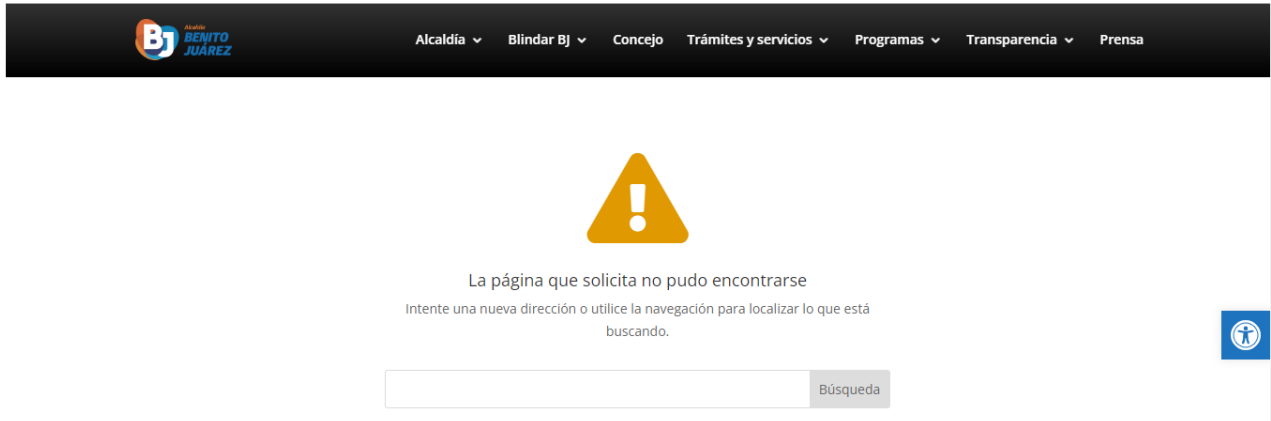 BJ Alcaldía
BENITO
JUÁREZ
Alcaldía Blindar BJ Concejo Trámites y servicios Programas Transparencia Prensa
!
La página que solicita no pudo encontrarse
Intente una nueva dirección o utilice la navegación para localizar lo que está
buscando.
Búsqueda